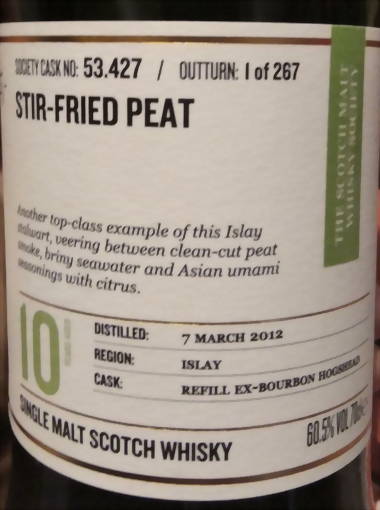 SOCIETY CASK NO: 53.427 / OUTTURN: 1 of 267
STIR-FRIED PEAT
THE SCOTCH MALT
WHISKY SOCIETY
Another top-class example of this Islay
stalwart, veering between clean-cut peat
smoke, briny seawater and Asian umami
seasonings with citrus.
10 YEARS AGED
DISTILLED: 7 MARCH 2012
REGION: ISLAY
CASK: REFILL EX-BOURBON HOGSHEAD
SINGLE MALT SCOTCH WHISKY
60.5% VOL 70cl